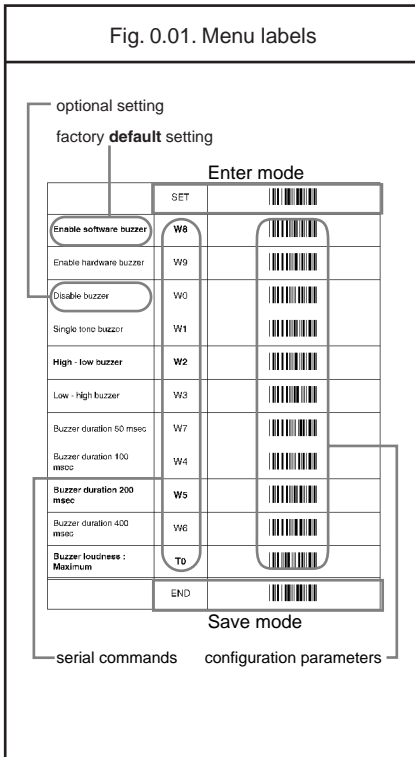 Fig. 0.01. Menu labels
optional setting
factory default setting
Enter mode
SET
Enable software buzzer W8
Enable hardware buzzer W9
Disable buzzer W0
Single tone buzzer W1
High - low buzzer W2
Low - high buzzer W3
Buzzer duration 50 msec W7
Buzzer duration 100
msec W4
Buzzer duration 200
msec W5
Buzzer duration 400
msec W6
Buzzer loudness :
Maximum T0
END
Save mode
serial commands configuration parameters